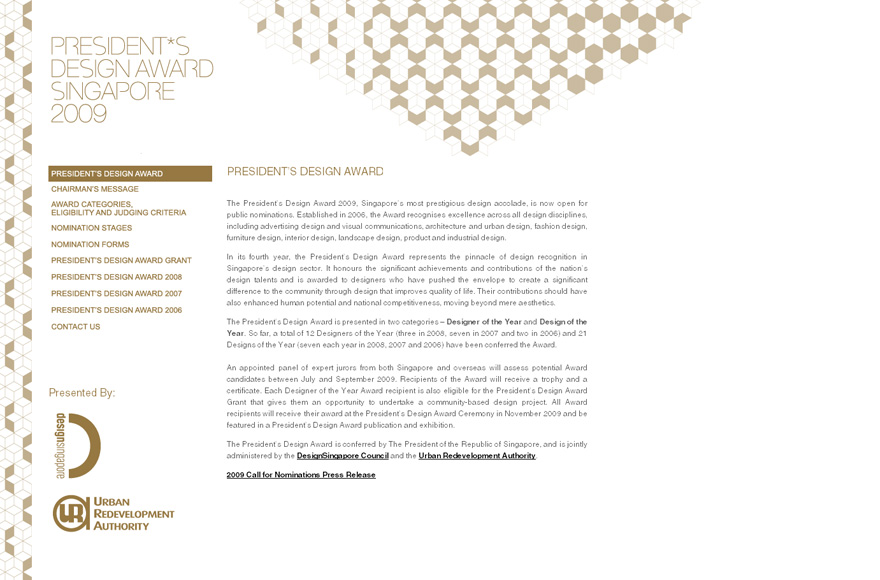 PRESIDENT*S
DESIGN AWARD
SINGAPORE
2009
PRESIDENT'S DESIGN AWARD
CHAIRMAN'S MESSAGE
AWARD CATEGORIES,
ELIGIBILITY AND JUDGING CRITERIA
NOMINATION STAGES
NOMINATION FORMS
PRESIDENT'S DESIGN AWARD GRANT
PRESIDENT'S DESIGN AWARD 2008
PRESIDENT'S DESIGN AWARD 2007
PRESIDENT'S DESIGN AWARD 2006
CONTACT US
Presented By:
designsingapore
URBAN
REDEVELOPMENT
AUTHORITY
PRESIDENT'S DESIGN AWARD
The President's Design Award 2009, Singapore's most prestigious design accolade, is now open for
public nominations. Established in 2006, the Award recognises excellence across all design disciplines,
including advertising design and visual communications, architecture and urban design, fashion design,
furniture design, interior design, landscape design, product and industrial design.
In its fourth year, the President's Design Award represents the pinnacle of design recognition in
Singapore's design sector. It honours the significant achievements and contributions of the nation's
design talents and is awarded to designers who have pushed the envelope to create a significant
difference to the community through design that improves quality of life. Their contributions should have
also enhanced human potential and national competitiveness, moving beyond mere aesthetics.
The President's Design Award is presented in two categories – Designer of the Year and Design of the
Year. So far, a total of 12 Designers of the Year (three in 2008, seven in 2007 and two in 2006) and 21
Designs of the Year (seven each year in 2008, 2007 and 2006) have been conferred the Award.
An appointed panel of expert jurors from both Singapore and overseas will assess potential Award
candidates between July and September 2009. Recipients of the Award will receive a trophy and a
certificate. Each Designer of the Year Award recipient is also eligible for the President's Design Award
Grant that gives them an opportunity to undertake a community-based design project. All Award
recipients will receive their award at the President's Design Award Ceremony in November 2009 and be
featured in a President's Design Award publication and exhibition.
The President's Design Award is conferred by The President of the Republic of Singapore, and is jointly
administered by the DesignSingapore Council and the Urban Redevelopment Authority.
2009 Call for Nominations Press Release